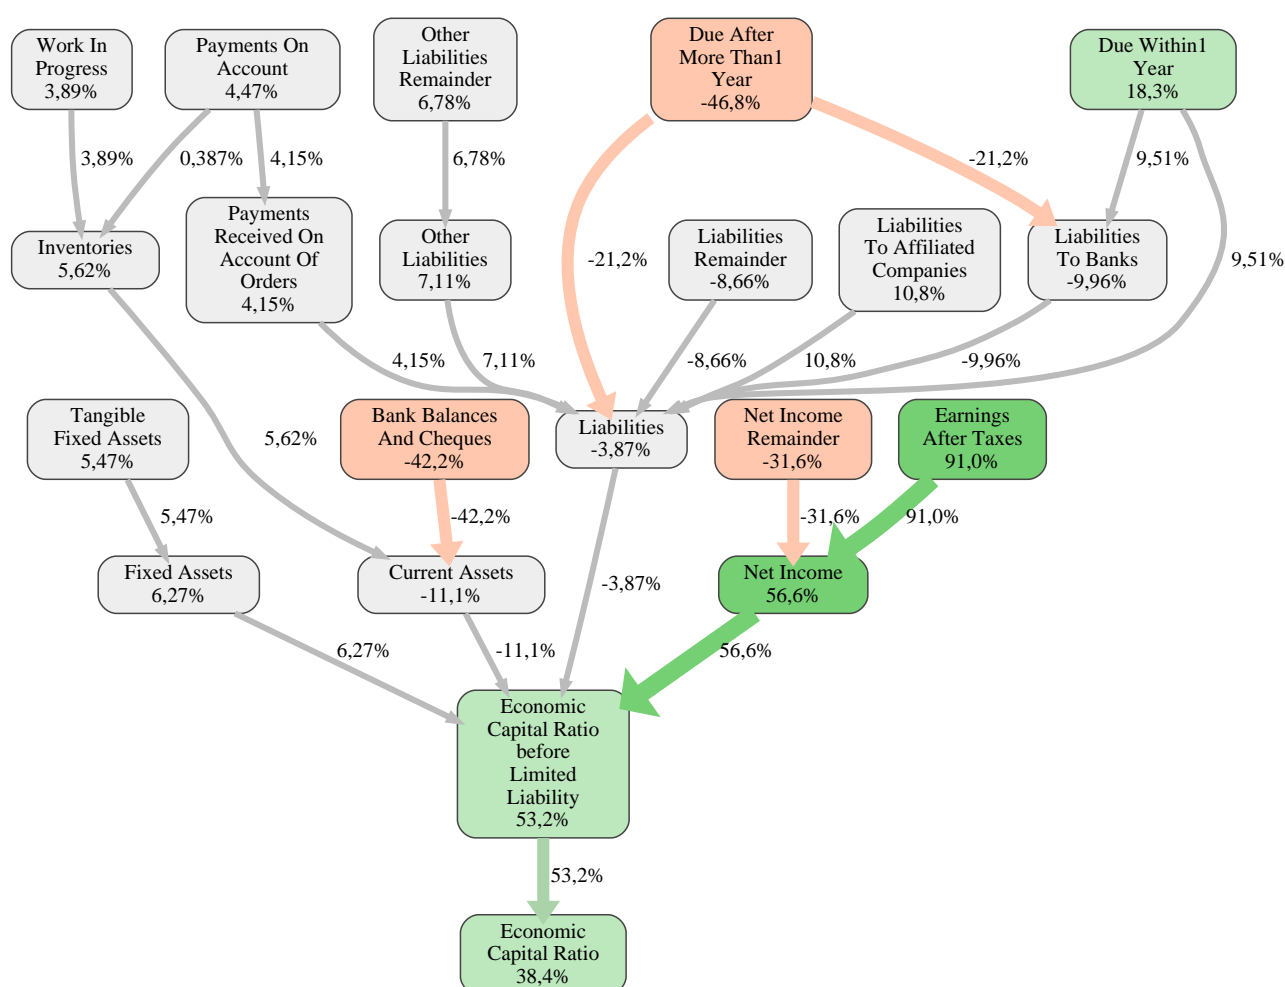 Work In
Progress
3,89%
Payments On
Account
4,47%
Other
Liabilities
Remainder
6,78%
Due After
More Than1
Year
-46,8%
Due Within1
Year
18,3%
3,89%
0,387%
4,15%
6,78%
-21,2%
9,51%
Inventories
5,62%
Payments
Received On
Account Of
Orders
4,15%
Other
Liabilities
7,11%
-21,2%
Liabilities
Remainder
-8,66%
Liabilities
To Affiliated
Companies
10,8%
Liabilities
To Banks
-9,96%
9,51%
4,15%
7,11%
-8,66%
10,8%
-9,96%
Tangible
Fixed Assets
5,47%
5,62%
Bank Balances
And Cheques
-42,2%
Liabilities
-3,87%
Net Income
Remainder
-31,6%
Earnings
After Taxes
91,0%
5,47%
-42,2%
-31,6%
91,0%
Fixed Assets
6,27%
Current Assets
-11,1%
-3,87%
Net Income
56,6%
6,27%
-11,1%
56,6%
Economic
Capital Ratio
before
Limited
Liability
53,2%
53,2%
Economic
Capital Ratio
38,4%